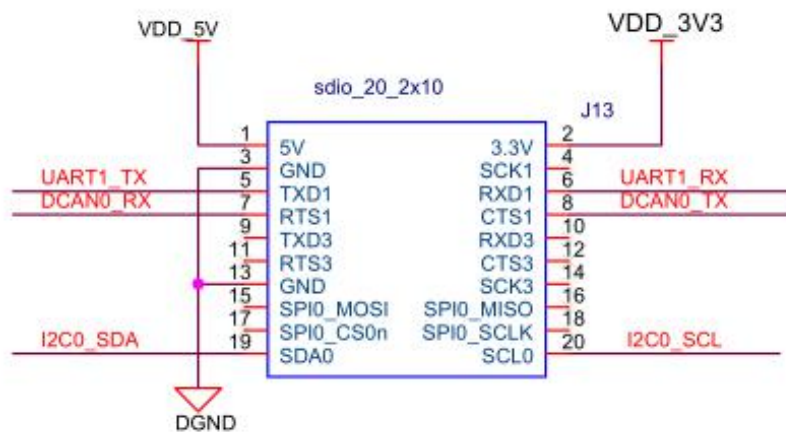 VDD_5V VDD_3V3
sdio_20_2x10
J13
1 5V 3.3V 2
3 GND SCK1 4
UART1_TX 5 TXD1 RXD1 6 UART1_RX
DCAN0_RX 7 RTS1 CTS1 8 DCAN0_TX
9 TXD3 RXD3 10
11 RTS3 CTS3 12
13 GND SCK3 14
15 SPI0_MOSI SPI0_MISO 16
17 SPI0_CS0n SPI0_SCLK 18
I2C0_SDA 19 SDA0 SCL0 20 I2C0_SCL
DGND